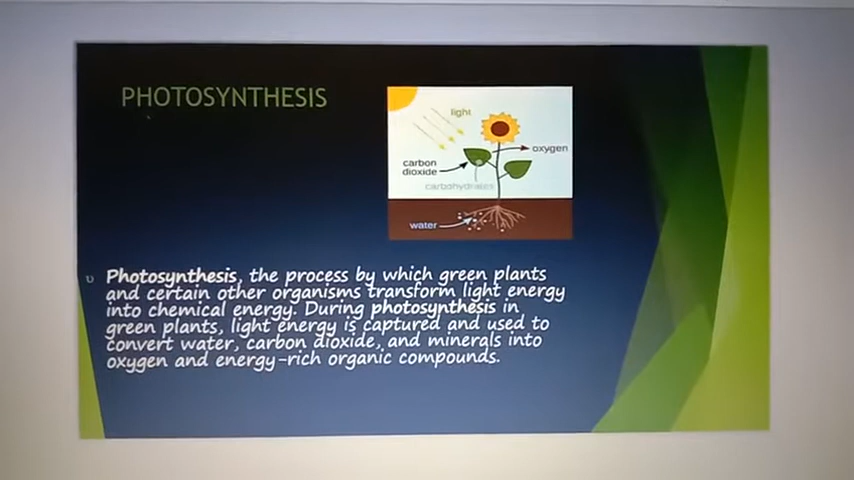 PHOTOSYNTHESIS
light
oxygen
carbon
dioxide
carbohydrates
water
Photosynthesis, the process by which green plants
and certain other organisms transform light energy
into chemical energy. During photosynthesis in
green plants, light energy is captured and used to
convert water, carbon dioxide, and minerals into
oxygen and energy-rich organic compounds.